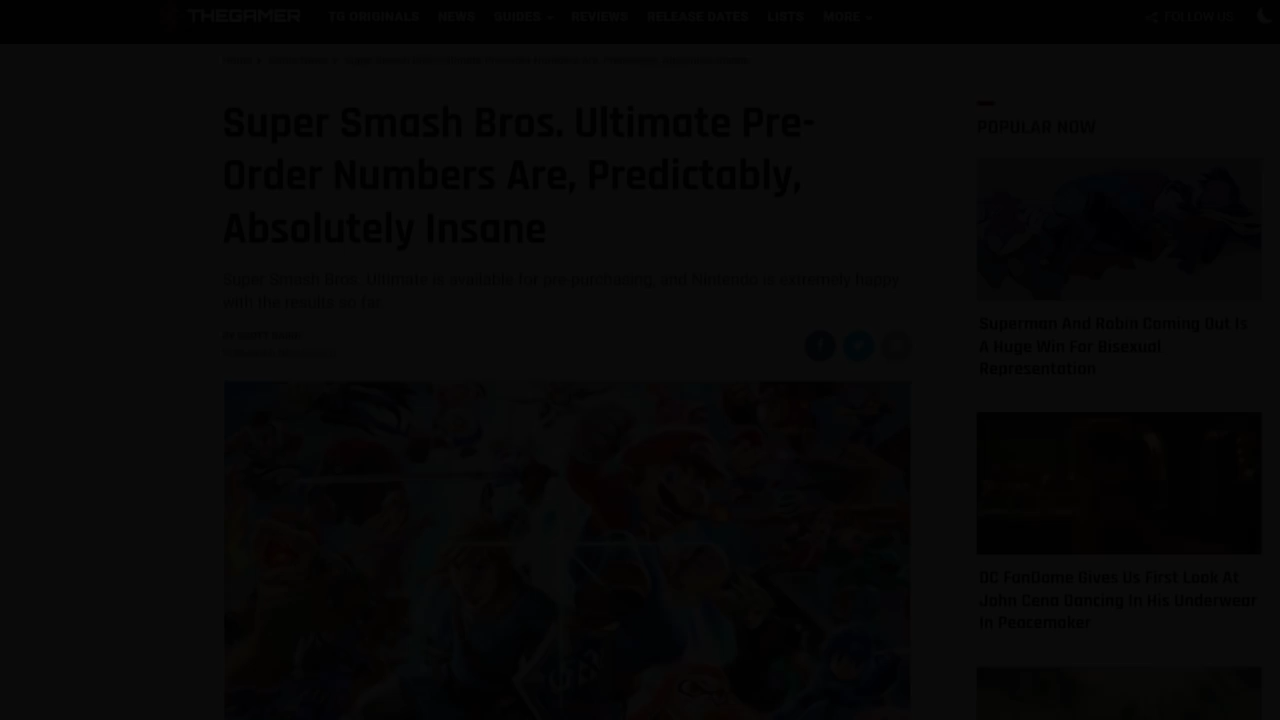 THEGAMER
TG ORIGINALS NEWS GUIDES REVIEWS RELEASE DATES LISTS MORE
FOLLOW US
Super Smash Bros. Ultimate Pre-
Order Numbers Are, Predictably,
Absolutely Insane
Super Smash Bros. Ultimate is available for pre-purchasing, and Nintendo is extremely happy
with the results so far.
POPULAR NOW
Superman And Robin Coming Out Is
A Huge Win For Bisexual
Representation
DC FanDome Gives Us First Look At
John Cena Dancing In His Underwear
In Peacemaker